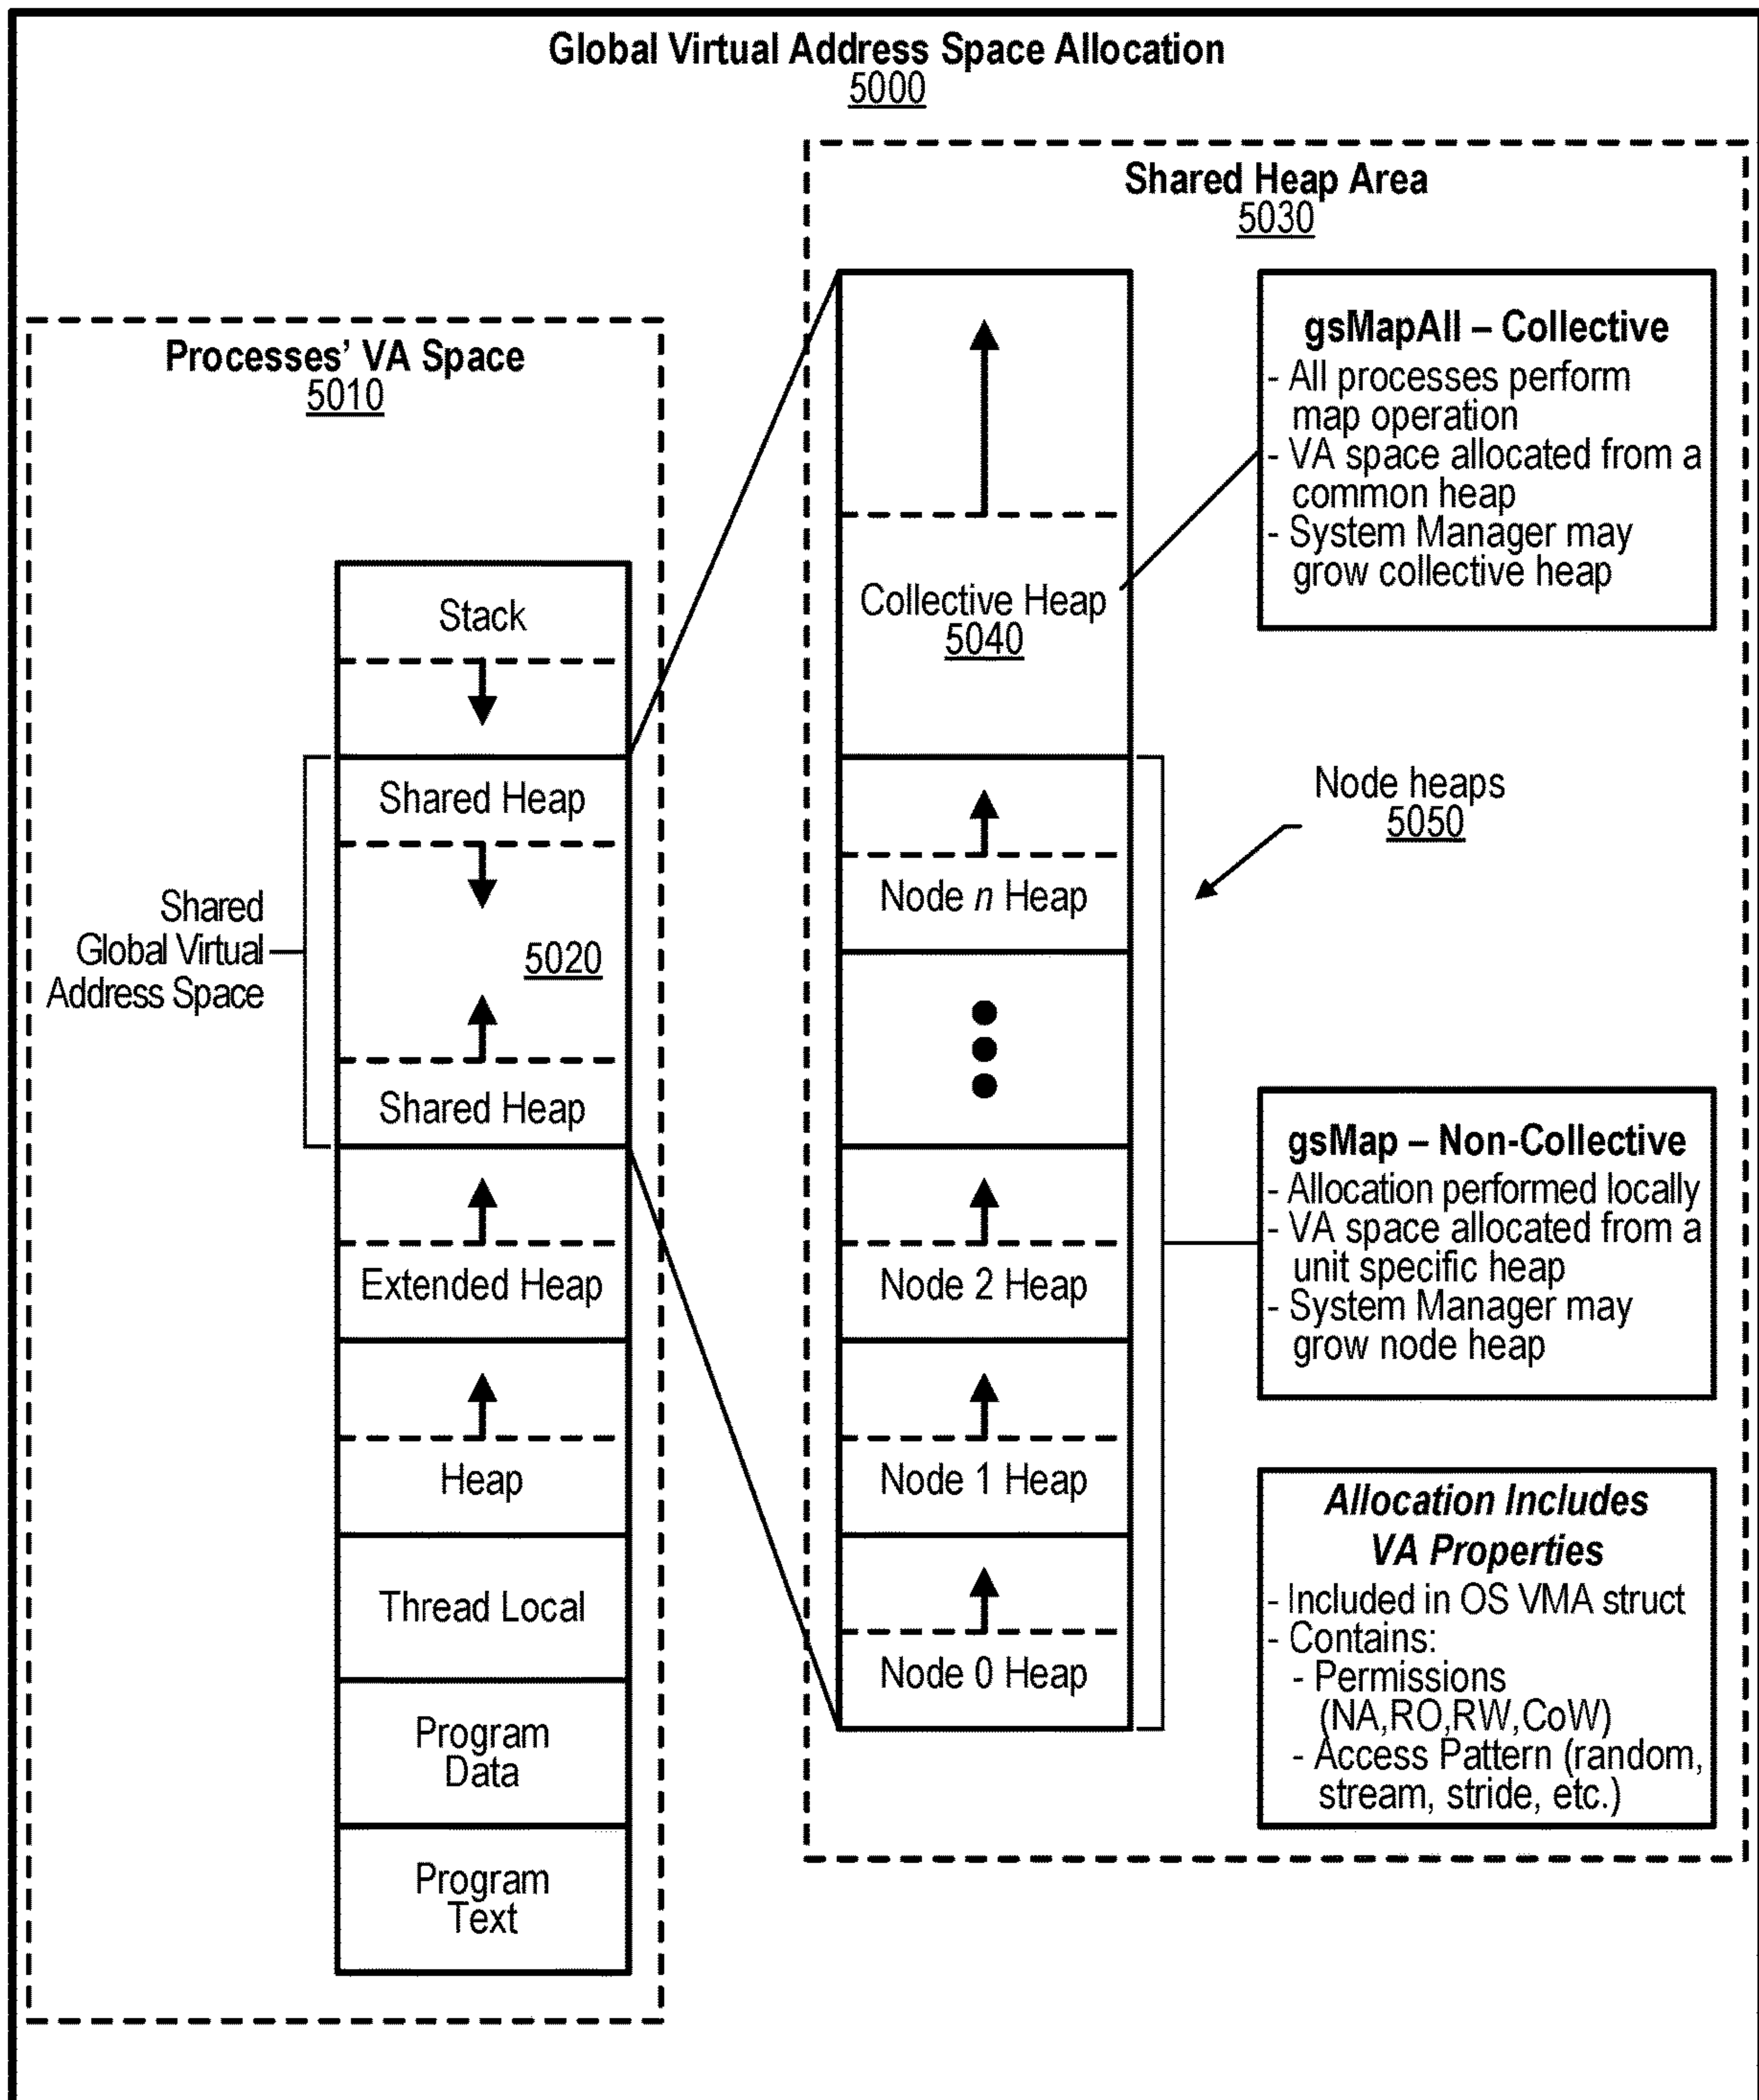 Global Virtual Address Space Allocation
5000
Processes' VA Space
5010
Stack
Shared Heap
Shared
Global Virtual
Address Space
5020
Shared Heap
Extended Heap
Heap
Thread Local
Program
Data
Program
Text
Shared Heap Area
5030
Collective Heap
5040
Node n Heap
Node 2 Heap
Node 1 Heap
Node 0 Heap
gsMapAll – Collective
- All processes perform
map operation
- VA space allocated from a
common heap
- System Manager may
grow collective heap
Node heaps
5050
gsMap – Non-Collective
- Allocation performed locally
- VA space allocated from a
unit specific heap
- System Manager may
grow node heap
Allocation Includes
VA Properties
- Included in OS VMA struct
- Contains:
- Permissions
(NA,RO,RW,CoW)
- Access Pattern (random,
stream, stride, etc.)